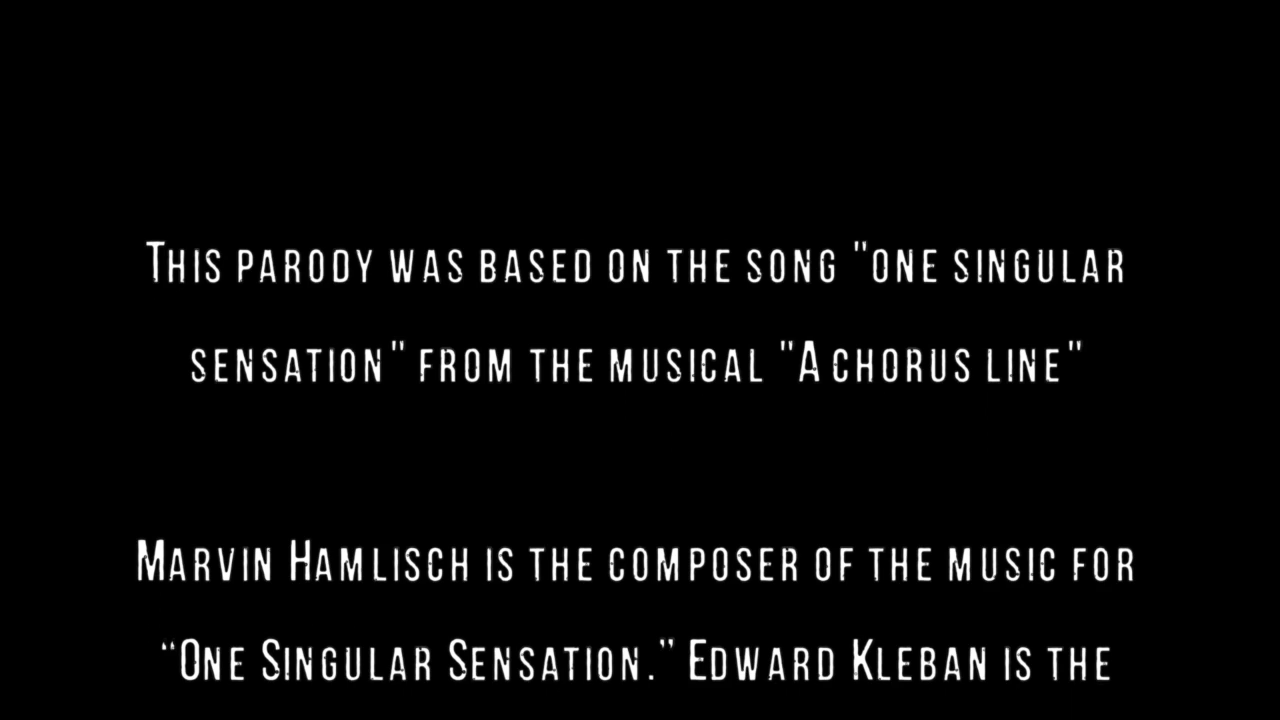 This parody was based on the song "one singular
sensation" from the musical "A chorus line"
Marvin Hamlisch is the composer of the music for
“One Singular Sensation.” Edward Kleban is the